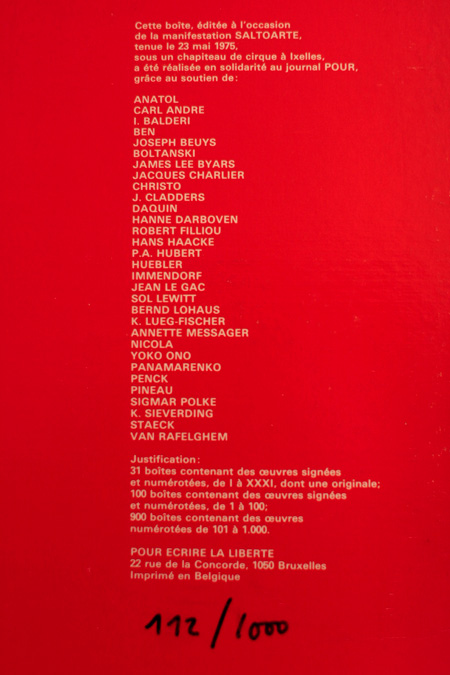 Cette boîte, éditée à l'occasion
de la manifestation SALTOARTE,
tenue le 23 mai 1975,
sous un chapiteau de cirque à Ixelles,
a été réalisée en solidarité au journal POUR,
grâce au soutien de:
ANATOL
CARL ANDRE
I. BALDERI
BEN
JOSEPH BEUYS
BOLTANSKI
JAMES LEE BYARS
JACQUES CHARLIER
CHRISTO
J. CLADDERS
DAQUIN
HANNE DARBOVEN
ROBERT FILLIOU
HANS HAACKE
P.A. HUBERT
HUEBLER
IMMENDORF
JEAN LE GAC
SOL LEWITT
BERND LOHAUS
K. LUEG-FISCHER
ANNETTE MESSAGER
NICOLA
YOKO ONO
PANAMARENKO
PENCK
PINEAU
SIGMAR POLKE
K. SIEVERDING
STAECK
VAN RAFELGHEM
Justification:
31 boîtes contenant des œuvres signées
et numérotées, de I à XXXI, dont une originale;
100 boîtes contenant des œuvres signées
et numérotées, de 1 à 100;
900 boîtes contenant des œuvres
numérotées de 101 à 1.000.
POUR ECRIRE LA LIBERTE
22 rue de la Concorde, 1050 Bruxelles
Imprimé en Belgique
112/1000